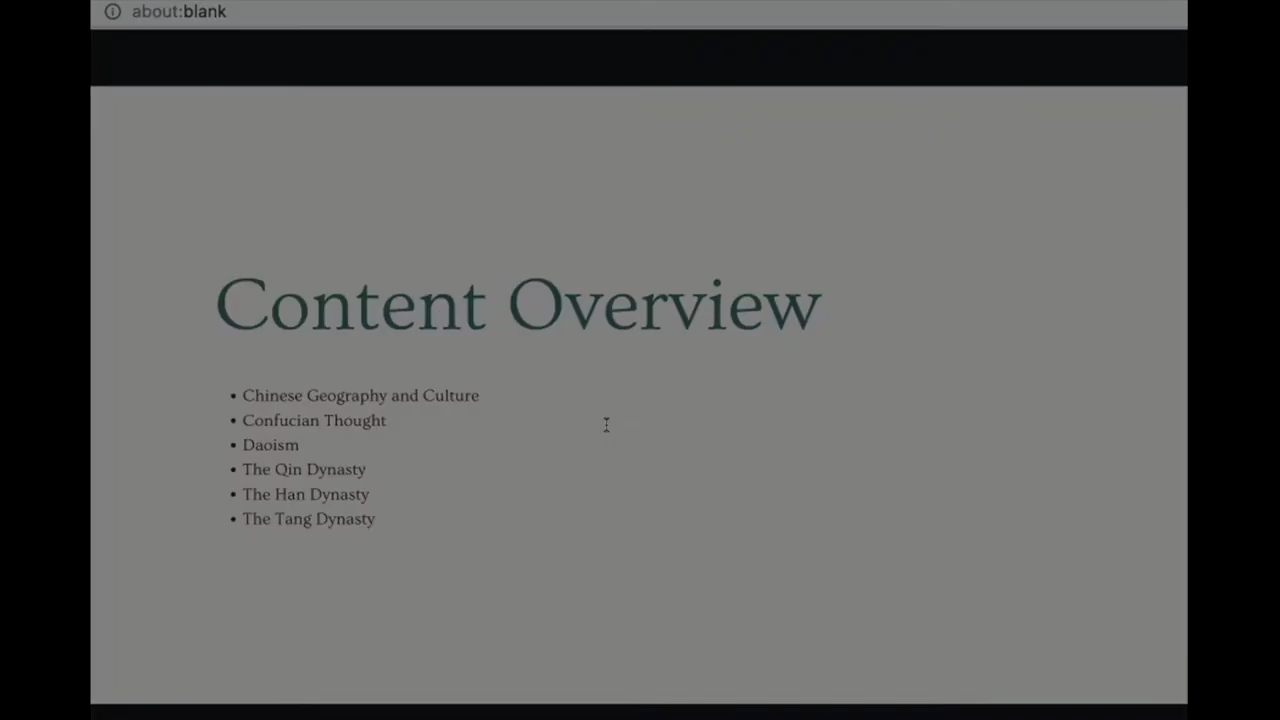 about:blank
Content Overview
• Chinese Geography and Culture
• Confucian Thought
• Daoism
• The Qin Dynasty
• The Han Dynasty
• The Tang Dynasty